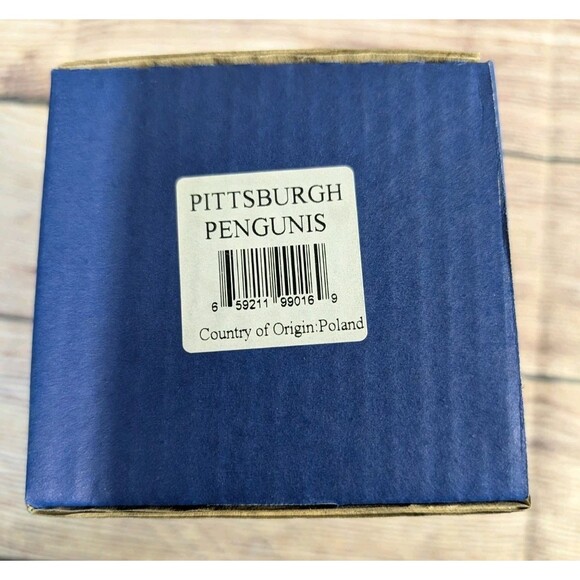 PITTSBURGH
PENGUNIS
6 59211 99016 9
Country of Origin:Poland